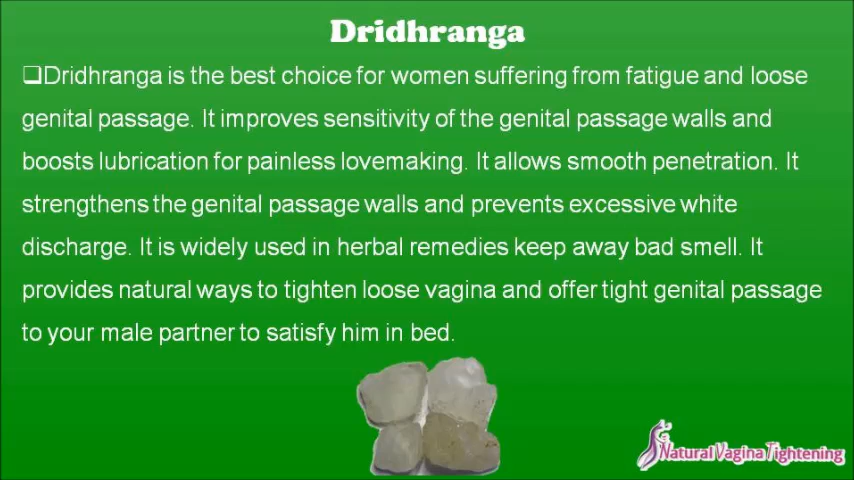 Dridhranga
❑Dridhranga is the best choice for women suffering from fatigue and loose
genital passage. It improves sensitivity of the genital passage walls and
boosts lubrication for painless lovemaking. It allows smooth penetration. It
strengthens the genital passage walls and prevents excessive white
discharge. It is widely used in herbal remedies keep away bad smell. It
provides natural ways to tighten loose vagina and offer tight genital passage
to your male partner to satisfy him in bed.
Natural Vagina Tightening